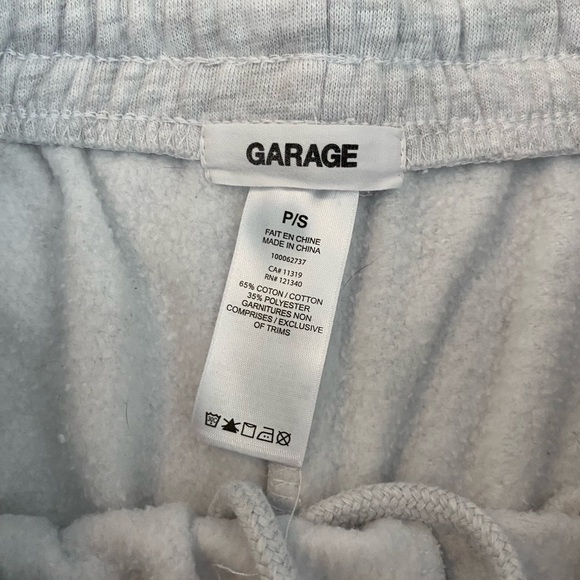 GARAGE
P/S
FAIT EN CHINE
MADE IN CHINA
100062737
CA# 11319
RN# 121340
65% COTON / COTTON
35% POLYESTER
GARNITURES NON
COMPRISES / EXCLUSIVE
OF TRIMS